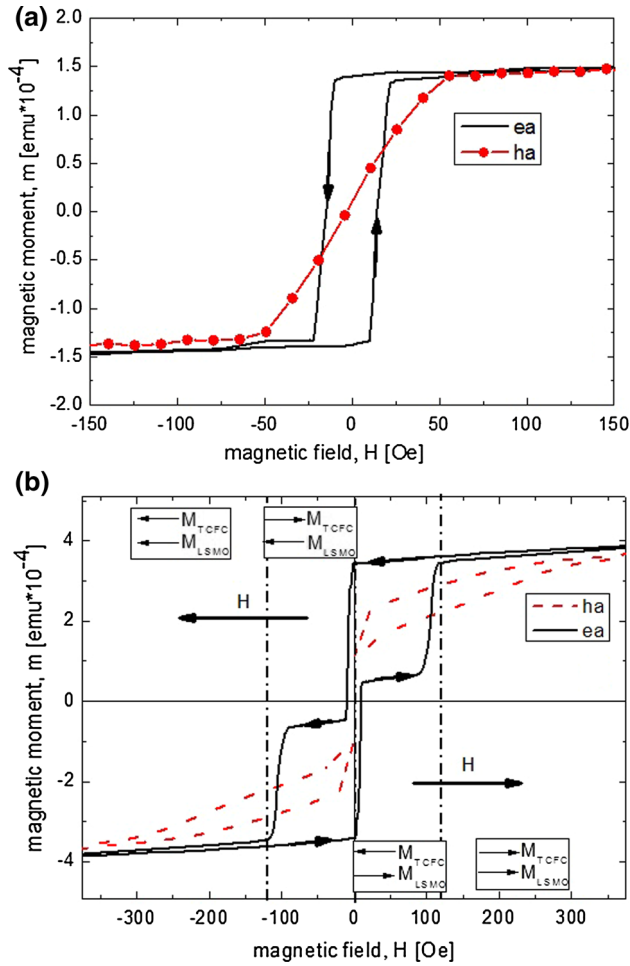 (a)
2.0
1.5
1.0
0.5
0.0
-0.5
-1.0
-1.5
-2.0
magnetic moment, m [emu*10⁻⁴]
ea
ha
-150 -100 -50 0 50 100 150
magnetic field, H [Oe]
(b)
4
2
0
-2
-4
magnetic moment, m [emu*10⁻⁴]
M_TCFC
M_LSMO
M_TCFC
M_LSMO
H
ha
ea
H
M_TCFC
M_LSMO
M_TCFC
M_LSMO
-300 -200 -100 0 100 200 300
magnetic field, H [Oe]